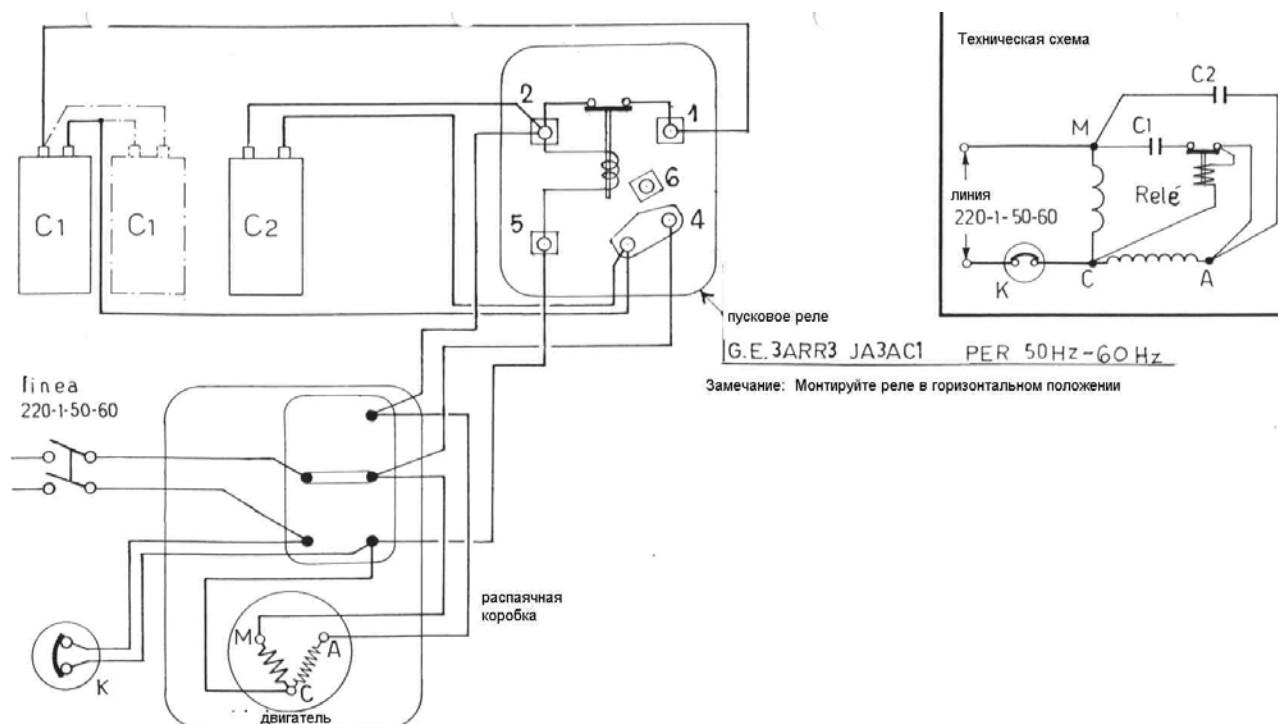 C1
C1
C2
2
1
6
5
4
пусковое реле
G.E.3ARR3 JA3AC1 PER 50Hz-60Hz
Замечание: Монтируйте реле в горизонтальном положении
Техническая схема
C2
M
C1
Relé
линия
220-1-50-60
K
C
A
linea
220-1-50-60
распаячная
коробка
M
A
C
K
двигатель